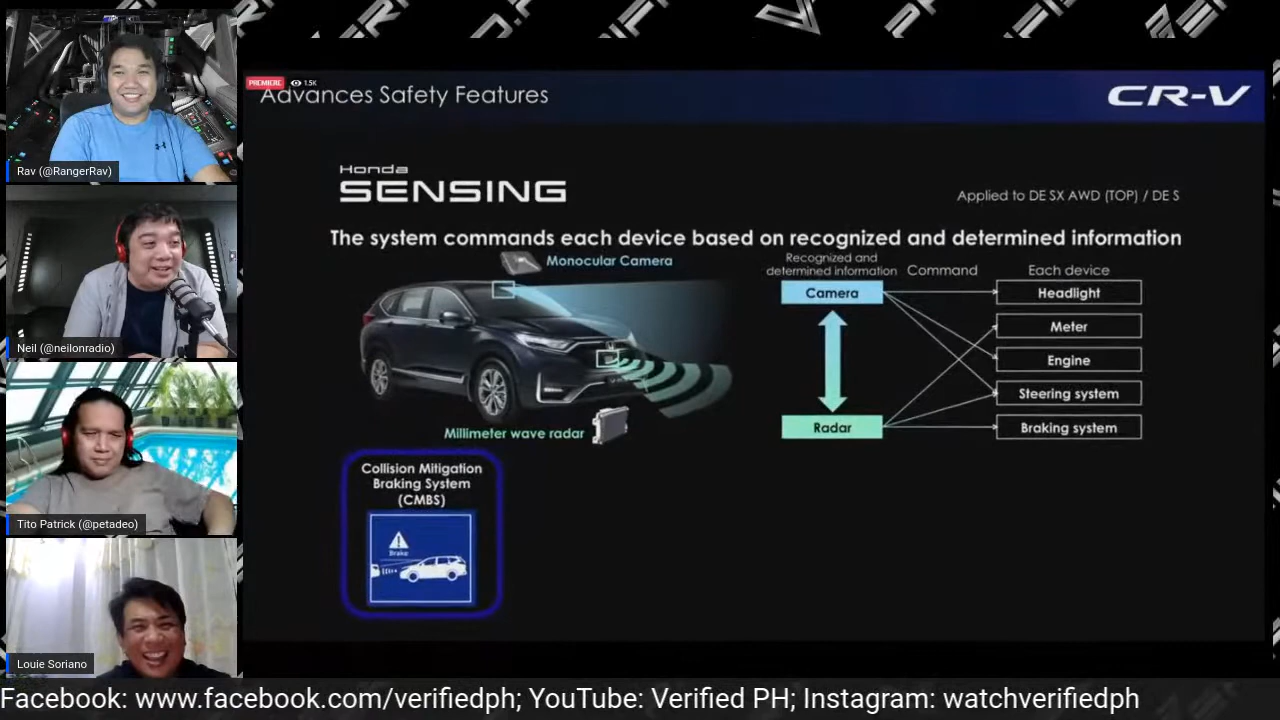 Rav (@RangerRav)
Neil (@neilonradio)
Tito Patrick (@petadeo)
Louie Soriano
PREMIERE 1.5K
Advances Safety Features
CR-V
Honda
SENSING
Applied to DE SX AWD (TOP) / DE S
The system commands each device based on recognized and determined information
Monocular Camera
Millimeter wave radar
Recognized and
determined information
Command
Each device
Camera
Radar
Headlight
Meter
Engine
Steering system
Braking system
Collision Mitigation
Braking System
(CMBS)
Brake
Facebook: www.facebook.com/verifiedph; YouTube: Verified PH; Instagram: watchverifiedph